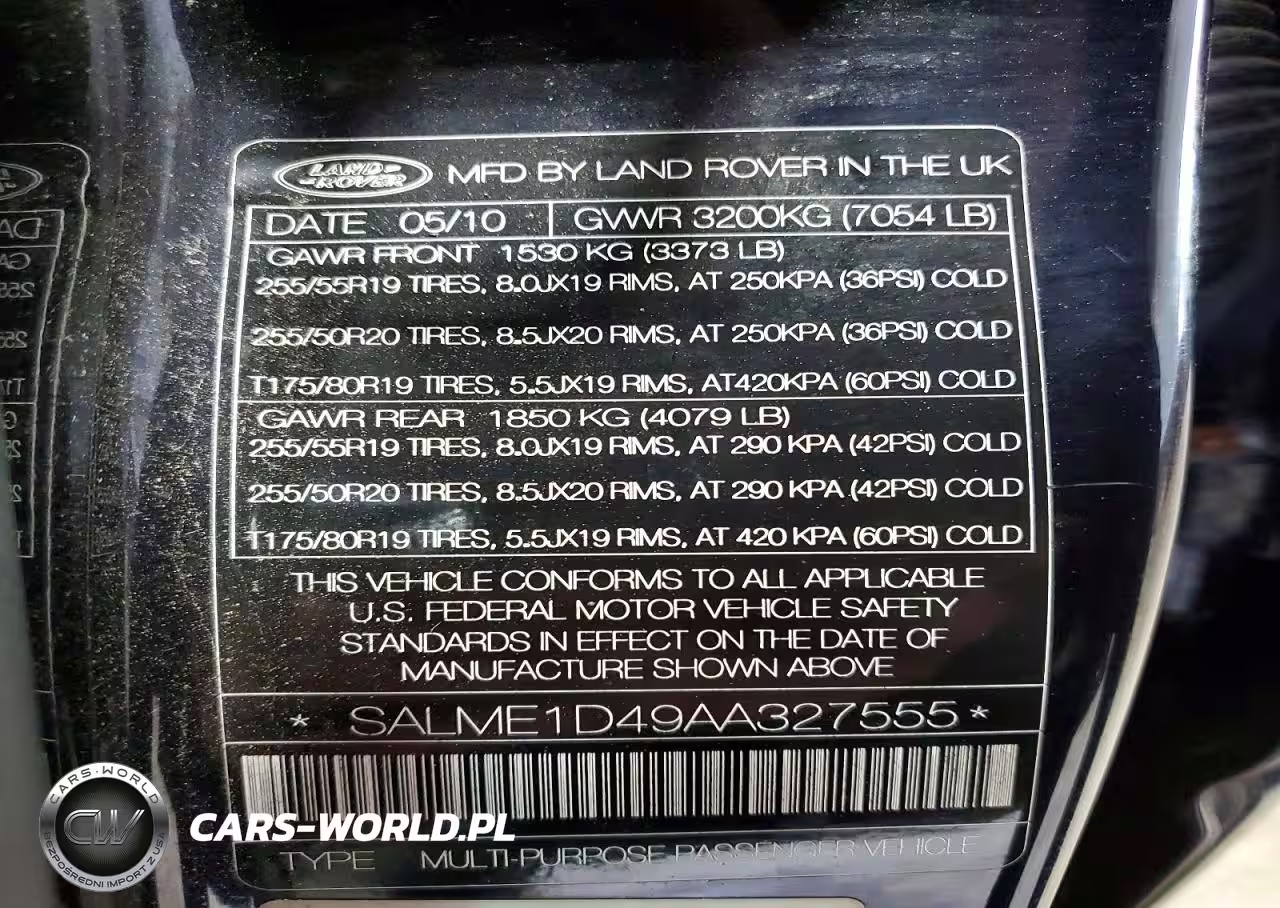 LAND ROVER MFD BY LAND ROVER IN THE UK
DATE 05/10 GVWR 3200KG (7054 LB)
GAWR FRONT 1530 KG (3373 LB)
255/55R19 TIRES, 8.0JX19 RIMS, AT 250KPA (36PSI) COLD
255/50R20 TIRES, 8.5JX20 RIMS, AT 250KPA (36PSI) COLD
T175/80R19 TIRES, 5.5JX19 RIMS, AT420KPA (60PSI) COLD
GAWR REAR 1850 KG (4079 LB)
255/55R19 TIRES, 8.0JX19 RIMS, AT 290 KPA (42PSI) COLD
255/50R20 TIRES, 8.5JX20 RIMS, AT 290 KPA (42PSI) COLD
T175/80R19 TIRES, 5.5JX19 RIMS, AT 420 KPA (60PSI) COLD
THIS VEHICLE CONFORMS TO ALL APPLICABLE
U.S. FEDERAL MOTOR VEHICLE SAFETY
STANDARDS IN EFFECT ON THE DATE OF
MANUFACTURE SHOWN ABOVE
* SALME1D49AA327555 *
CARS-WORLD
CW
BEZPOŚREDNI IMPORT Z USA
CARS-WORLD.PL
TYPE MULTI-PURPOSE PASSENGER VEHICLE